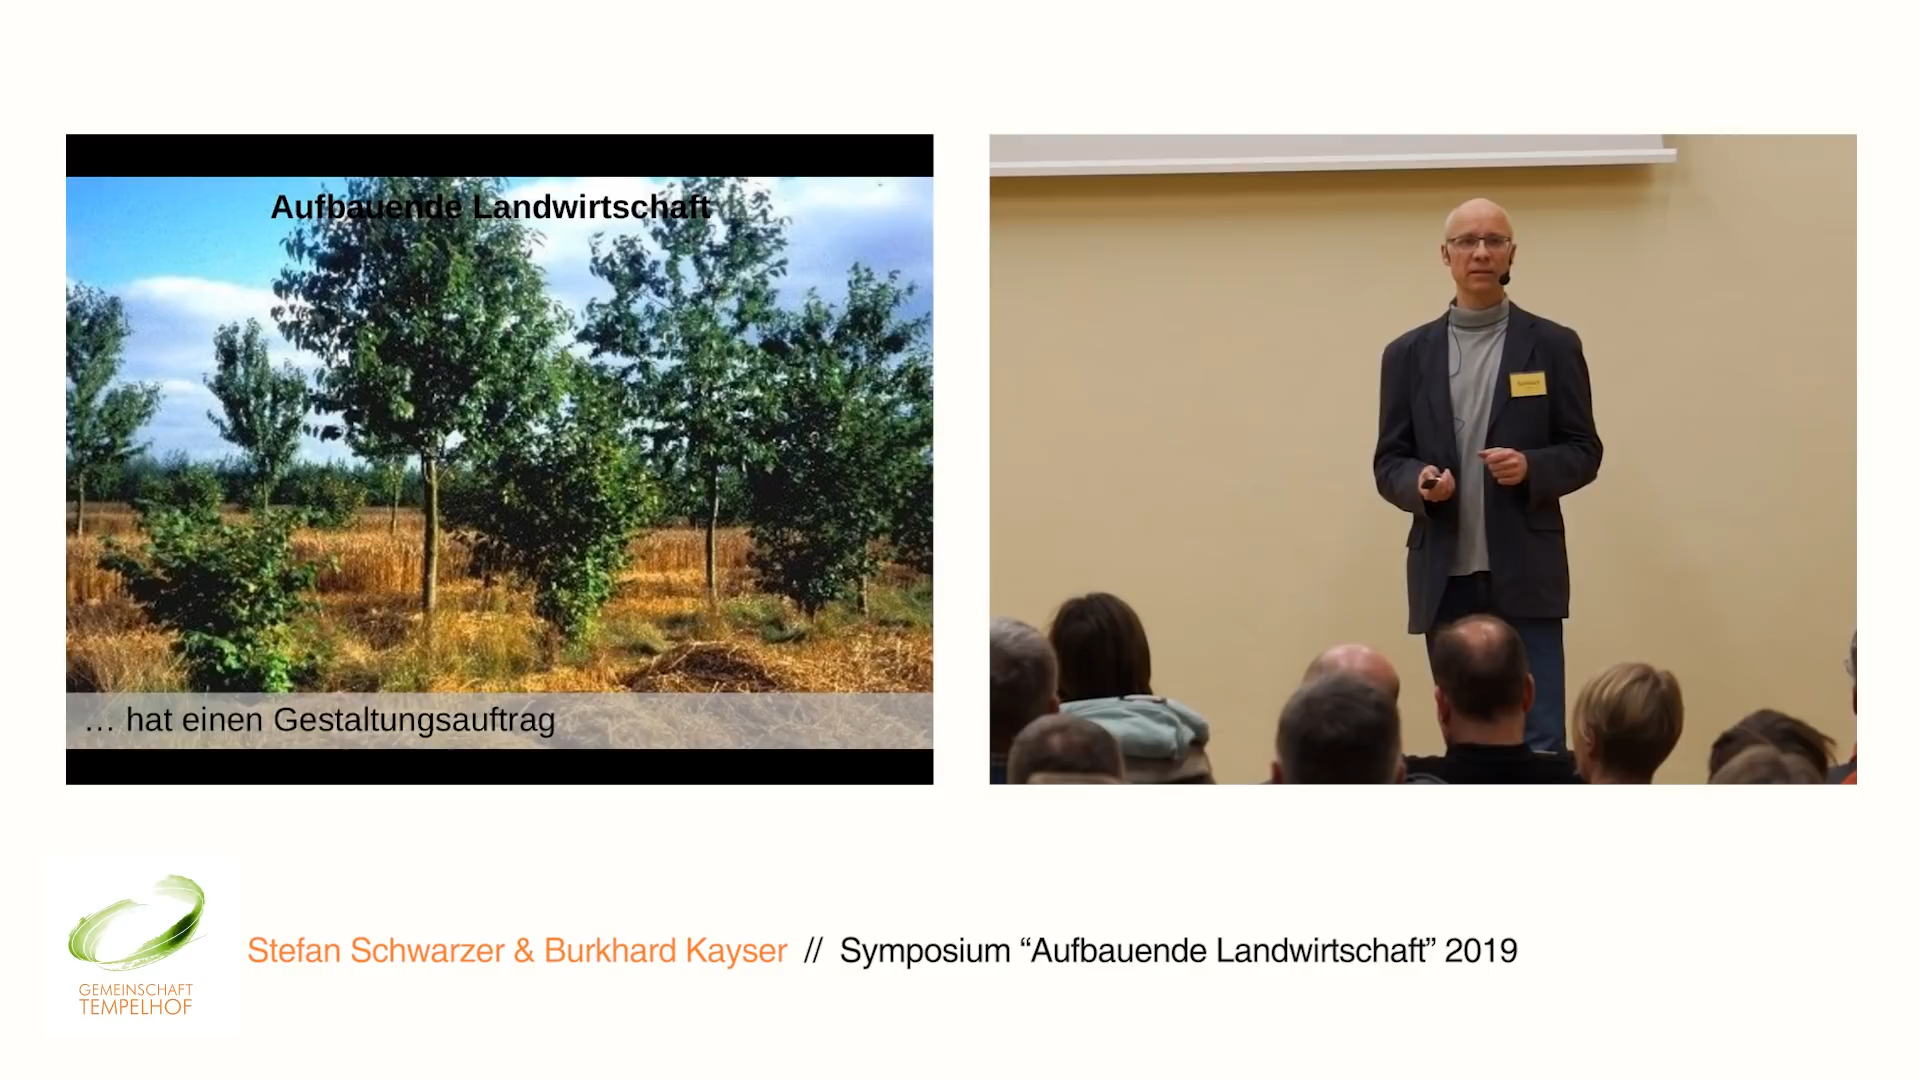 Aufbauende Landwirtschaft
… hat einen Gestaltungsauftrag
GEMEINSCHAFT
TEMPELHOF
Stefan Schwarzer & Burkhard Kayser // Symposium “Aufbauende Landwirtschaft” 2019